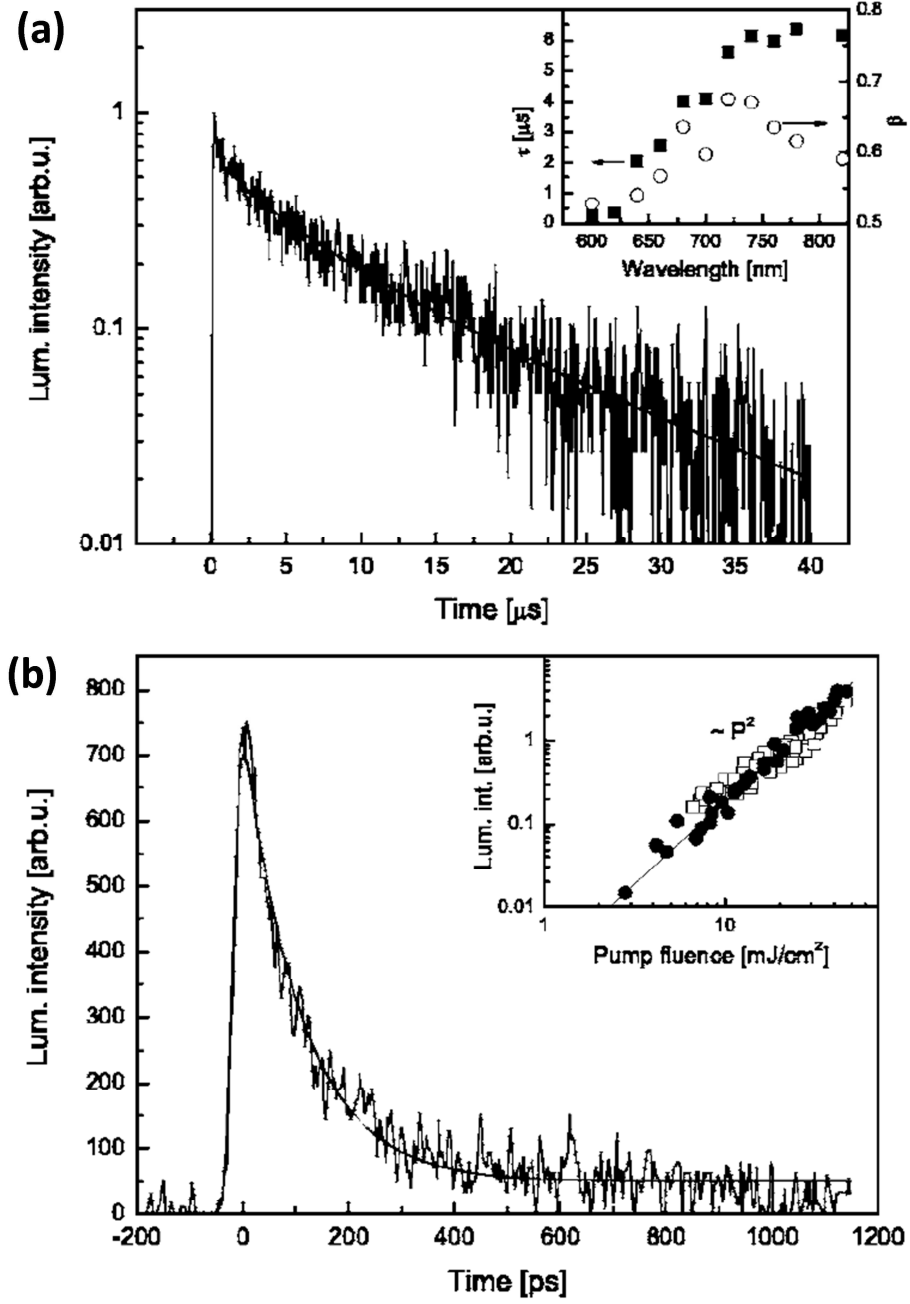 (a)
Lum. intensity [arb.u.]
1
0.1
0.01
0 5 10 15 20 25 30 35 40
Time [μs]
τ [μs]
6
5
4
3
2
1
0
0.8
0.7
0.6
0.5
β
600 650 700 750 800
Wavelength [nm]
(b)
Lum. intensity [arb.u.]
800
700
600
500
400
300
200
100
0
-200 0 200 400 600 800 1000 1200
Time [ps]
Lum. int. [arb.u.]
1
0.1
0.01
~ P²
1 10
Pump fluence [mJ/cm²]